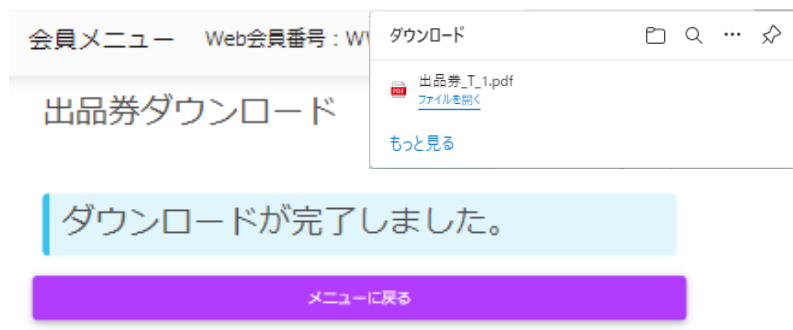 会員メニュー Web会員番号：W
ダウンロード
出品券_T_1.pdf
ファイルを開く
もっと見る
出品券ダウンロード
ダウンロードが完了しました。
メニューに戻る